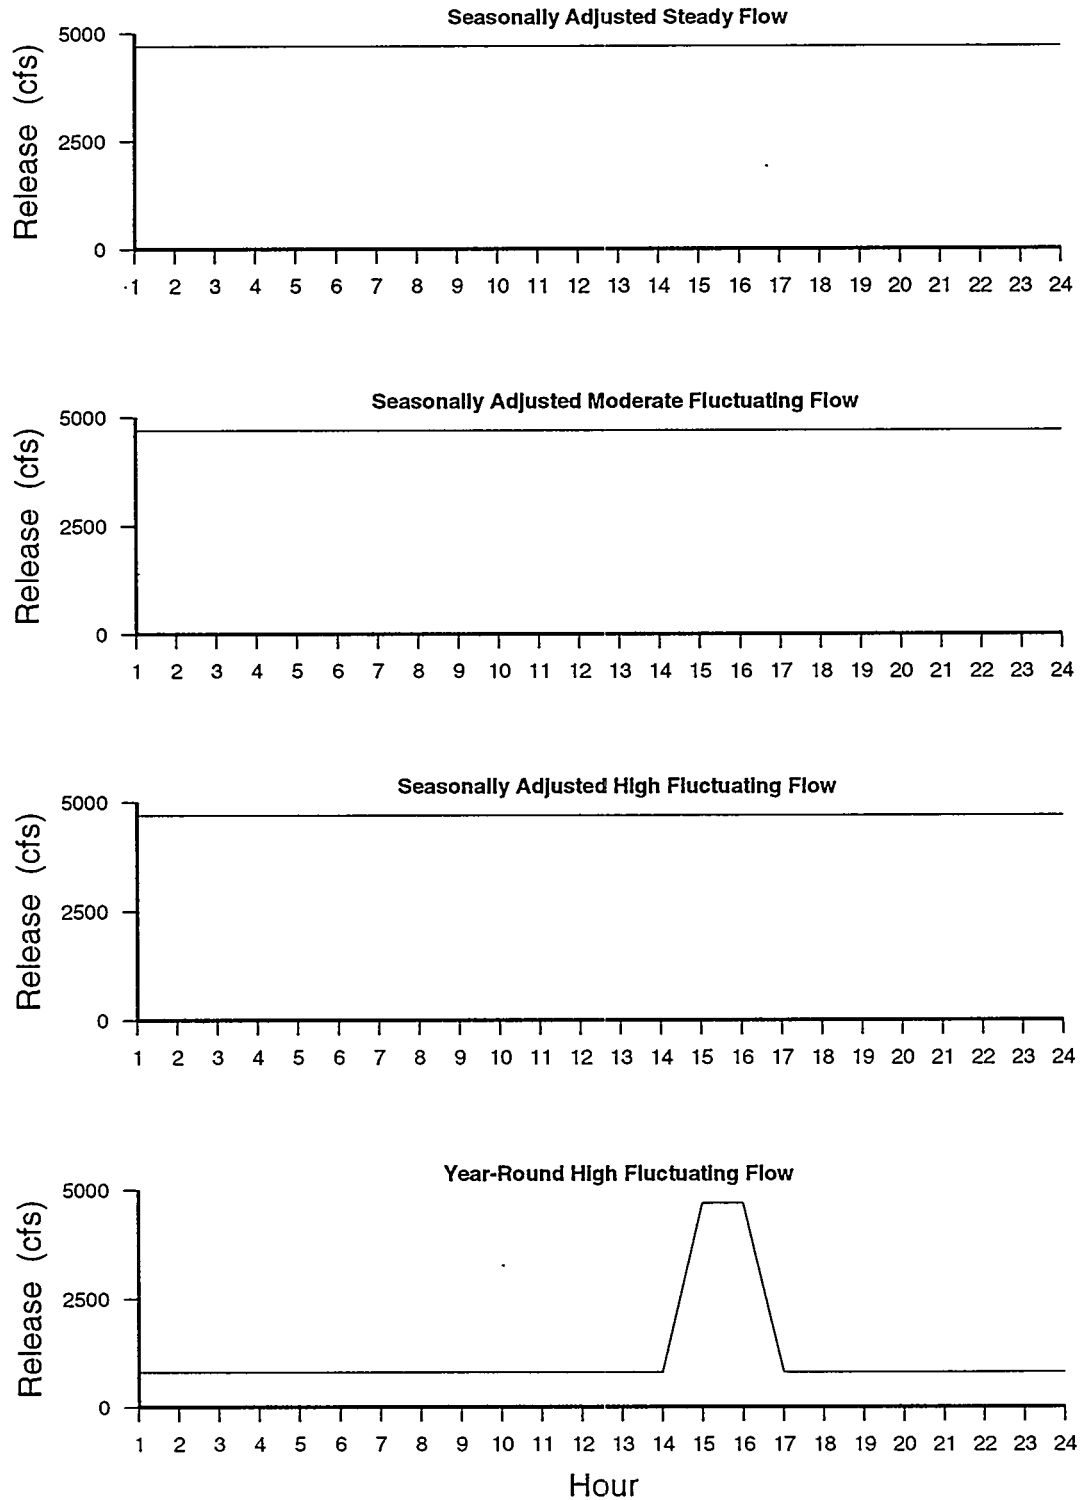 Seasonally Adjusted Steady Flow
Release (cfs)
5000
2500
0
1 2 3 4 5 6 7 8 9 10 11 12 13 14 15 16 17 18 19 20 21 22 23 24
Seasonally Adjusted Moderate Fluctuating Flow
Release (cfs)
5000
2500
0
1 2 3 4 5 6 7 8 9 10 11 12 13 14 15 16 17 18 19 20 21 22 23 24
Seasonally Adjusted High Fluctuating Flow
Release (cfs)
5000
2500
0
1 2 3 4 5 6 7 8 9 10 11 12 13 14 15 16 17 18 19 20 21 22 23 24
Year-Round High Fluctuating Flow
Release (cfs)
5000
2500
0
1 2 3 4 5 6 7 8 9 10 11 12 13 14 15 16 17 18 19 20 21 22 23 24
Hour